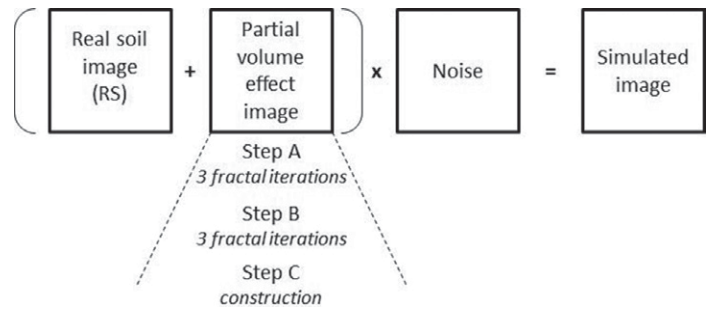 Real soil
image
(RS)
+
Partial
volume
effect
image
x
Noise
=
Simulated
image
Step A
3 fractal iterations
Step B
3 fractal iterations
Step C
construction